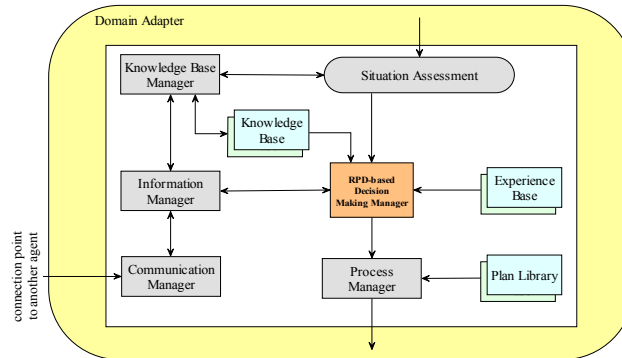 Domain Adapter
Knowledge Base
Manager
Situation Assessment
Knowledge
Base
Information
Manager
RPD-based
Decision
Making Manager
Experience
Base
connection point
to another agent
Communication
Manager
Process
Manager
Plan Library